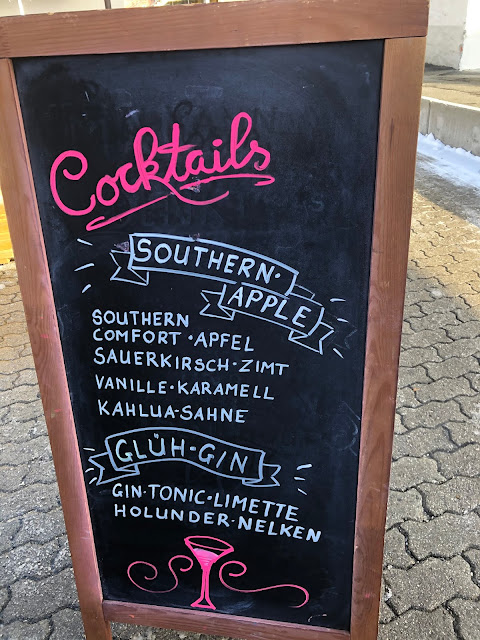 Cocktails
SOUTHERN·
APPLE
SOUTHERN
COMFORT·APFEL
SAUERKIRSCH·ZIMT
VANILLE·KARAMELL
KAHLUA-SAHNE
GLÜH-GIN
GIN·TONIC·LIMETTE
HOLUNDER·NELKEN